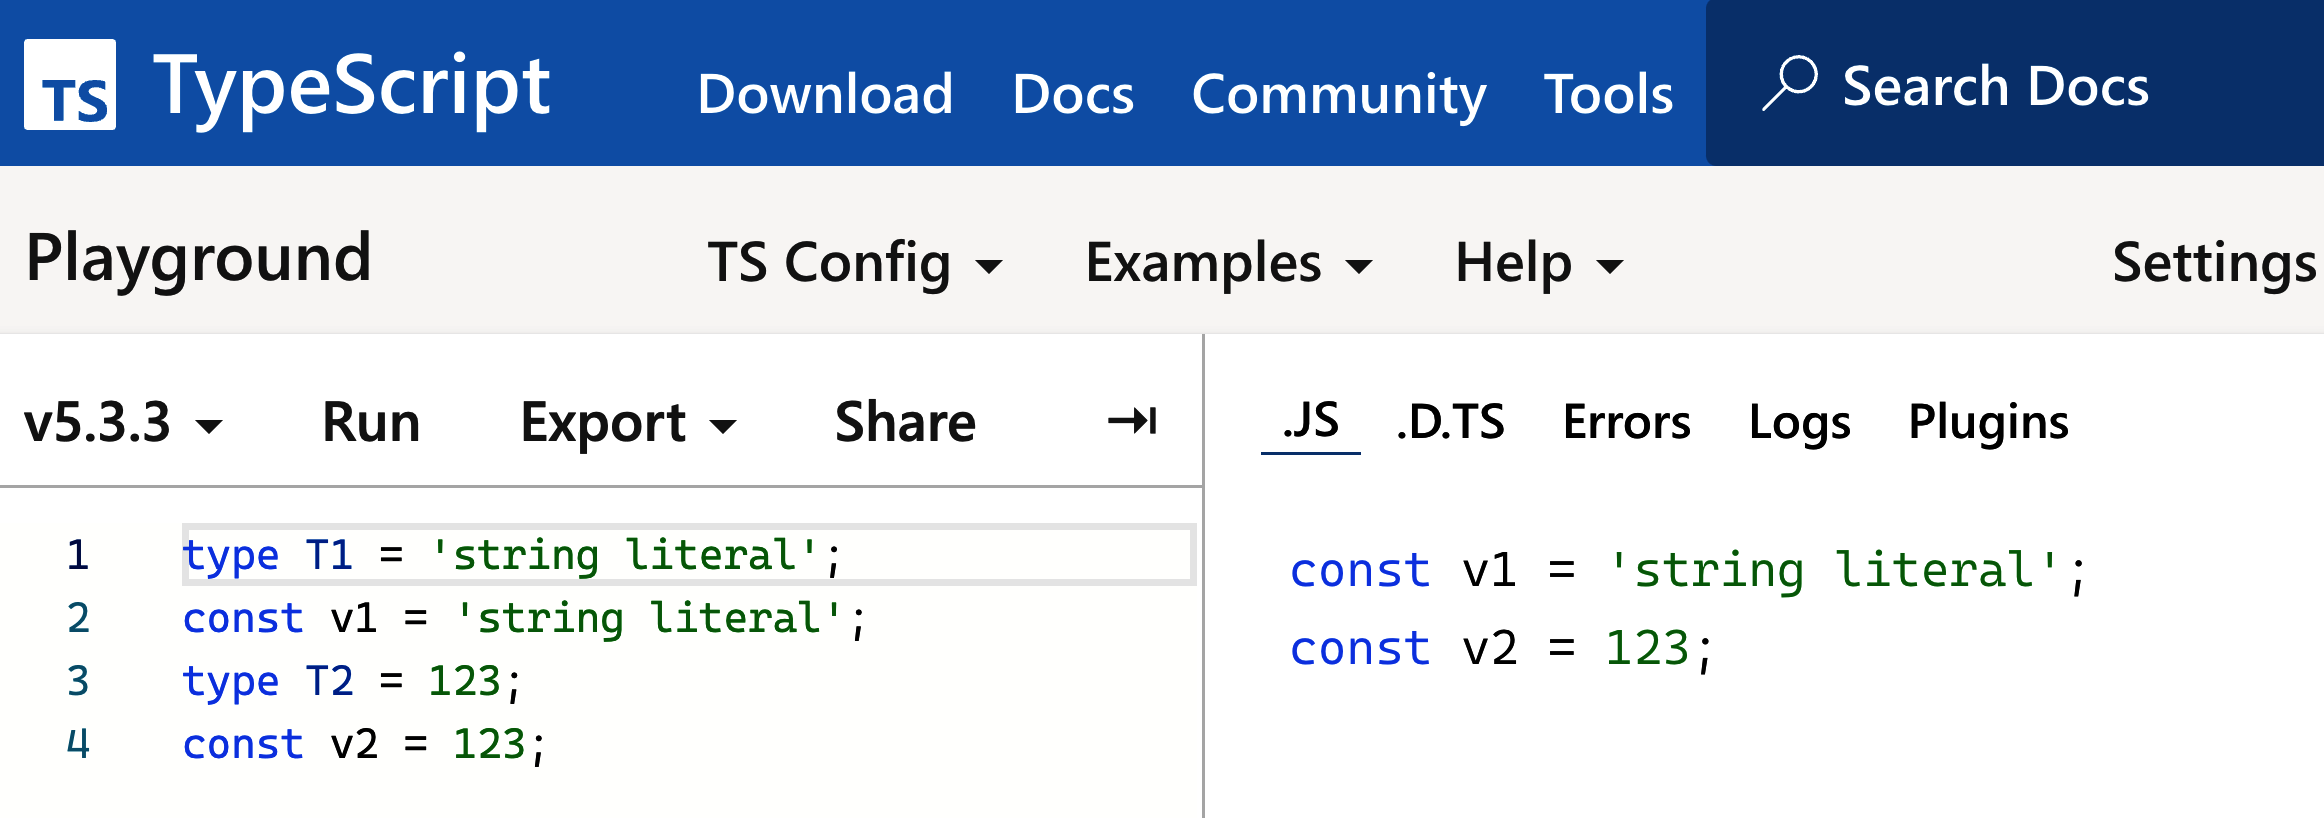 TS TypeScript Download Docs Community Tools Search Docs
Playground TS Config Examples Help Settings
v5.3.3 Run Export Share
1 type T1 = 'string literal';
2 const v1 = 'string literal';
3 type T2 = 123;
4 const v2 = 123;
.JS .D.TS Errors Logs Plugins
const v1 = 'string literal';
const v2 = 123;